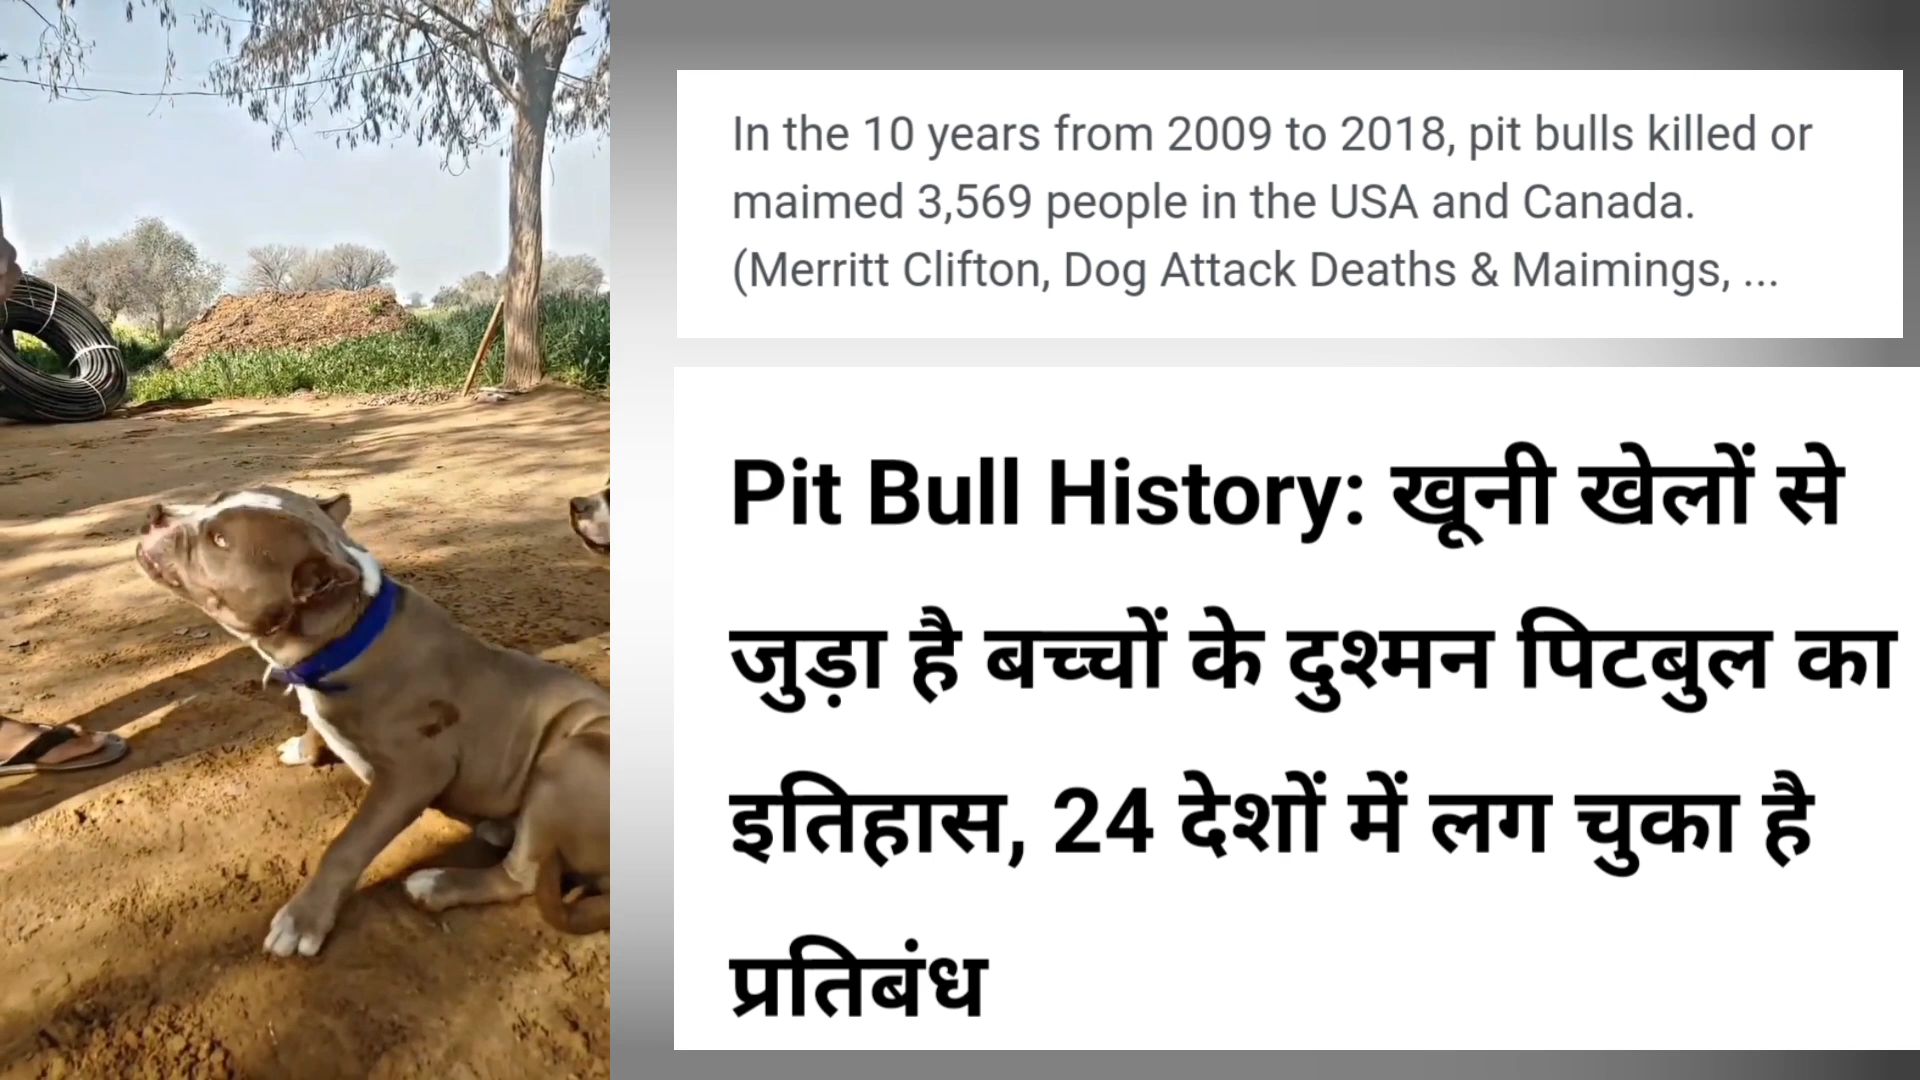 In the 10 years from 2009 to 2018, pit bulls killed or
maimed 3,569 people in the USA and Canada.
(Merritt Clifton, Dog Attack Deaths & Maimings, ...
Pit Bull History: खूनी खेलों से
जुड़ा है बच्चों के दुश्मन पिटबुल का
इतिहास, 24 देशों में लग चुका है
प्रतिबंध